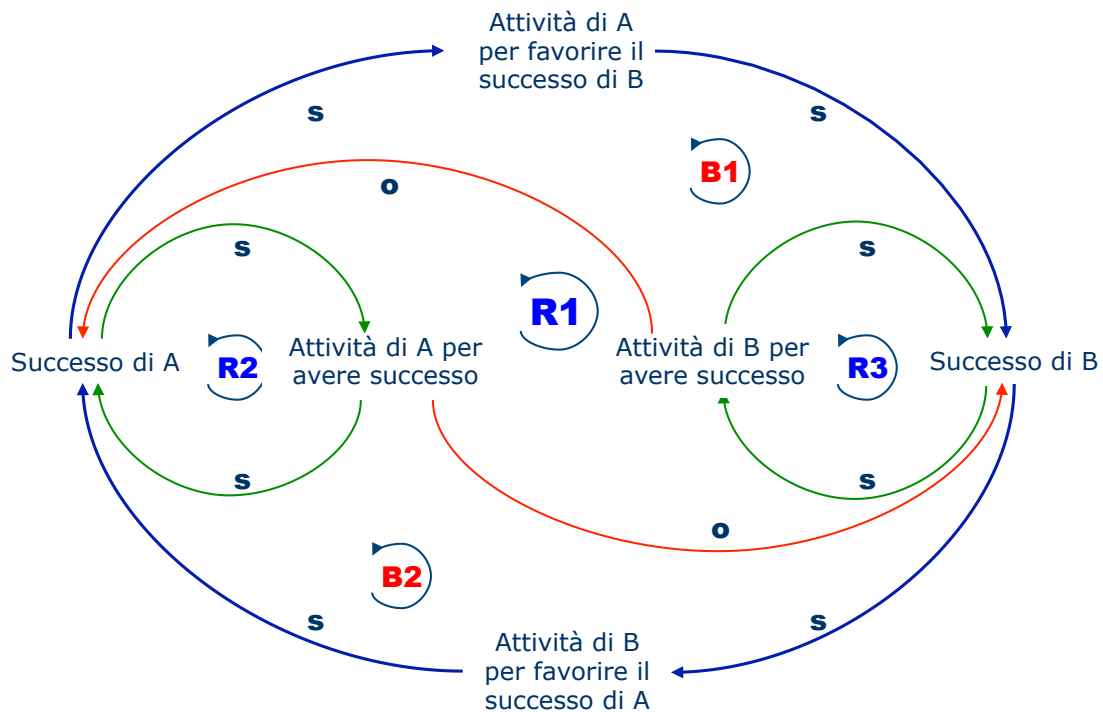 Attività di A
per favorire il
successo di B
s
s
B1
o
s
s
R1
Successo di A
R2
Attività di A per
avere successo
Attività di B per
avere successo
R3
Successo di B
s
s
o
B2
s
s
Attività di B
per favorire il
successo di A